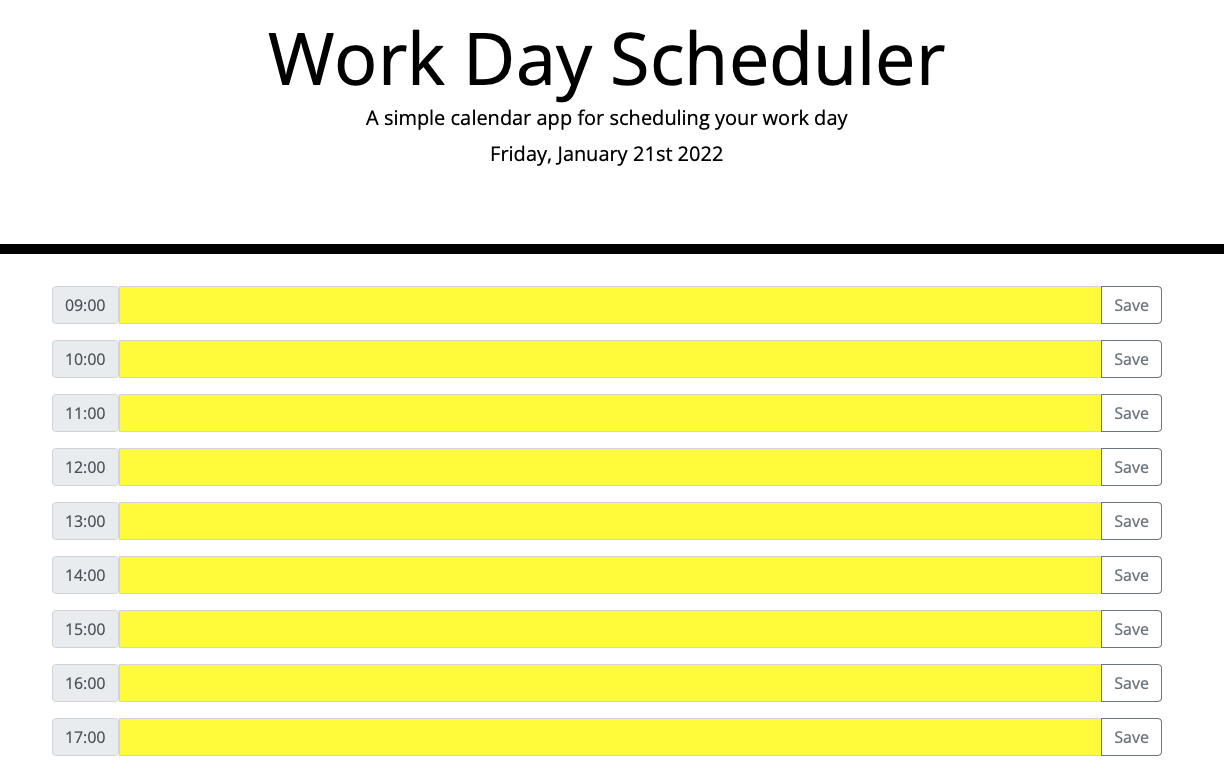 Work Day Scheduler
A simple calendar app for scheduling your work day
Friday, January 21st 2022
09:00 Save
10:00 Save
11:00 Save
12:00 Save
13:00 Save
14:00 Save
15:00 Save
16:00 Save
17:00 Save